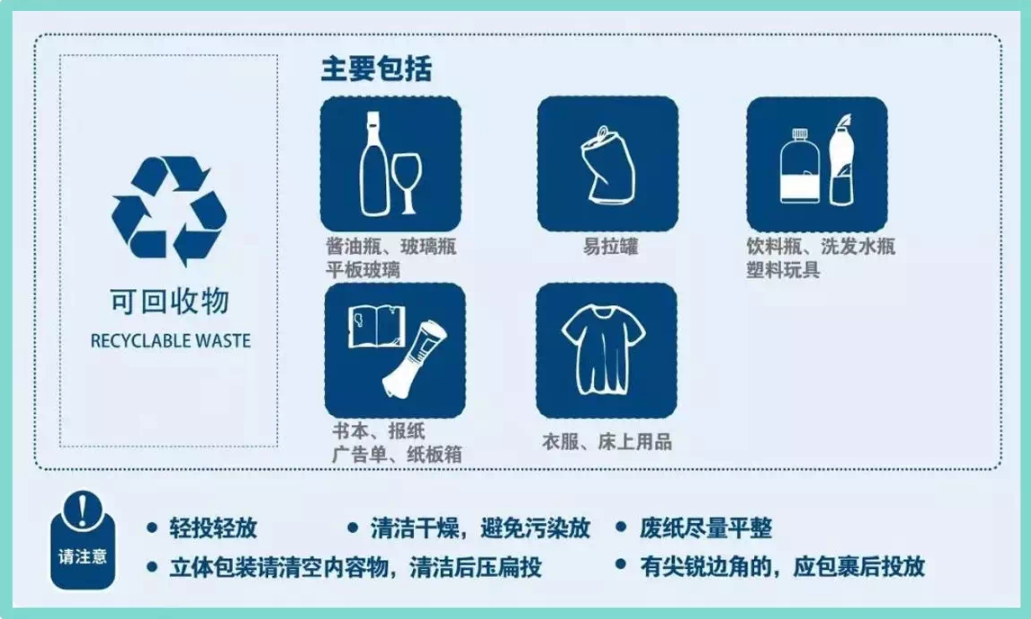 主要包括
可回收物
RECYCLABLE WASTE
酱油瓶、玻璃瓶
平板玻璃
易拉罐
饮料瓶、洗发水瓶
塑料玩具
书本、报纸
广告单、纸板箱
衣服、床上用品
!
请注意
• 轻投轻放
• 清洁干燥，避免污染放
• 废纸尽量平整
• 立体包装请清空内容物，清洁后压扁投
• 有尖锐边角的，应包裹后投放